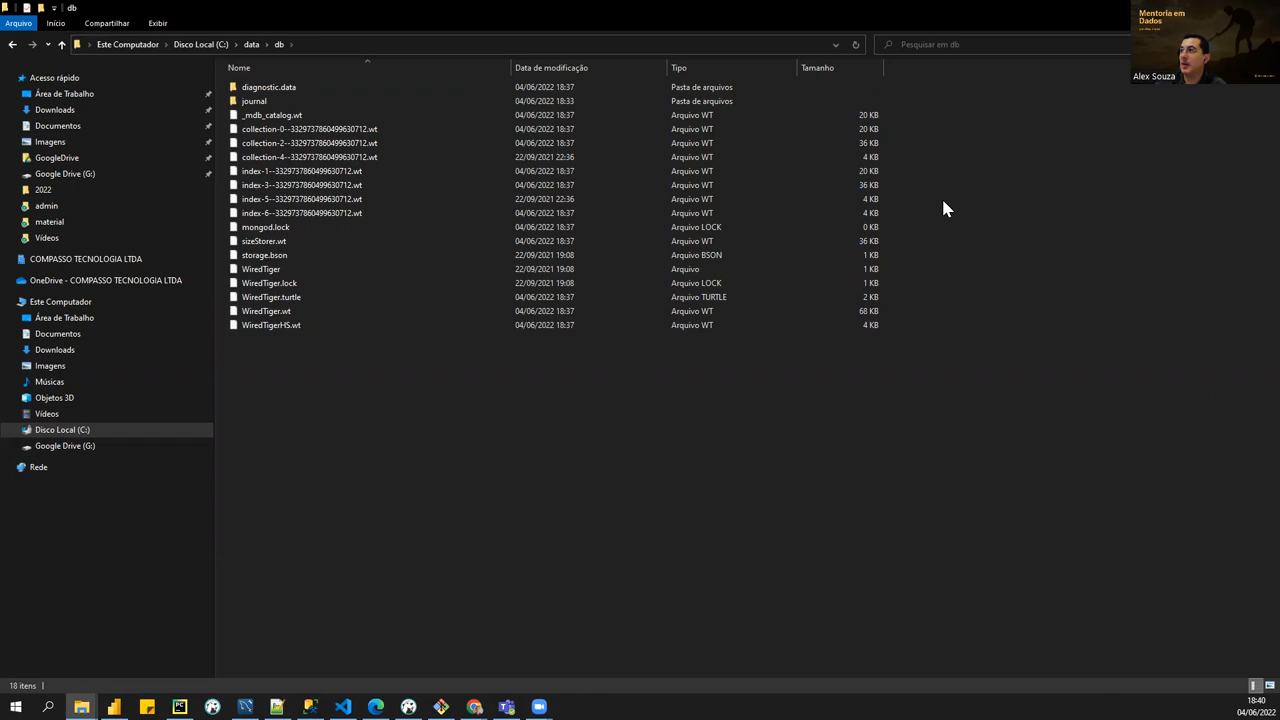 db
Arquivo Início Compartilhar Exibir
Este Computador Disco Local (C:) data db Pesquisar em db
Mentoria em
Dados
Alex Souza
Nome Data de modificação Tipo Tamanho
diagnostic.data 04/06/2022 18:37 Pasta de arquivos
journal 04/06/2022 18:33 Pasta de arquivos
_mdb_catalog.wt 04/06/2022 18:37 Arquivo WT 20 KB
collection-0--3329737860499630712.wt 04/06/2022 18:37 Arquivo WT 20 KB
collection-2--3329737860499630712.wt 04/06/2022 18:37 Arquivo WT 36 KB
collection-4--3329737860499630712.wt 22/09/2021 22:36 Arquivo WT 4 KB
index-1--3329737860499630712.wt 04/06/2022 18:37 Arquivo WT 20 KB
index-3--3329737860499630712.wt 04/06/2022 18:37 Arquivo WT 36 KB
index-5--3329737860499630712.wt 22/09/2021 22:36 Arquivo WT 4 KB
index-6--3329737860499630712.wt 04/06/2022 18:37 Arquivo WT 4 KB
mongod.lock 04/06/2022 18:37 Arquivo LOCK 0 KB
sizeStorer.wt 04/06/2022 18:37 Arquivo WT 36 KB
storage.bson 22/09/2021 19:08 Arquivo BSON 1 KB
WiredTiger 22/09/2021 19:08 Arquivo 1 KB
WiredTiger.lock 22/09/2021 19:08 Arquivo LOCK 1 KB
WiredTiger.turtle 04/06/2022 18:37 Arquivo TURTLE 2 KB
WiredTiger.wt 04/06/2022 18:37 Arquivo WT 68 KB
WiredTigerHS.wt 04/06/2022 18:37 Arquivo WT 4 KB
Acesso rápido
Área de Trabalho
Downloads
Documentos
Imagens
GoogleDrive
Google Drive (G:)
2022
admin
material
Vídeos
COMPASSO TECNOLOGIA LTDA
OneDrive - COMPASSO TECNOLOGIA LTDA
Este Computador
Área de Trabalho
Documentos
Downloads
Imagens
Músicas
Objetos 3D
Vídeos
Disco Local (C:)
Google Drive (G:)
Rede
18 itens
18:40
04/06/2022